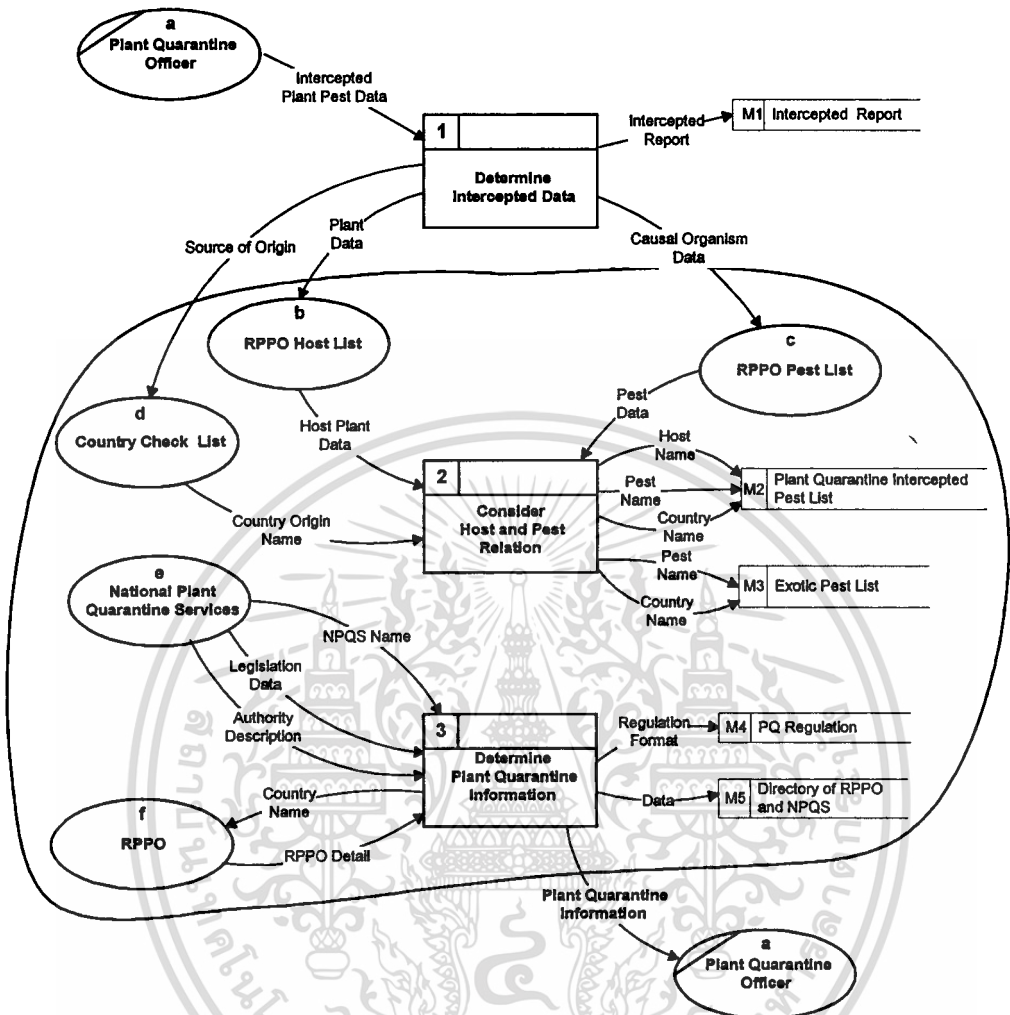 a
Plant Quarantine
Officer
Intercepted
Plant Pest Data
1
Determine
Intercepted Data
Intercepted
Report
M1 Intercepted Report
Source of Origin
Plant
Data
Causal Organism
Data
b
RPPO Host List
c
RPPO Pest List
d
Country Check List
Host Plant
Data
Pest
Data
Country Origin
Name
2
Consider
Host and Pest
Relation
Host
Name
Pest
Name
Country
Name
M2 Plant Quarantine Intercepted
Pest List
Pest
Name
Country
Name
M3 Exotic Pest List
e
National Plant
Quarantine Services
NPQS Name
Legislation
Data
Authority
Description
3
Determine
Plant Quarantine
Information
Regulation
Format
M4 PQ Regulation
Data
M5 Directory of RPPO
and NPQS
Country
Name
f
RPPO
RPPO Detail
Plant Quarantine
Information
a
Plant Quarantine
Officer